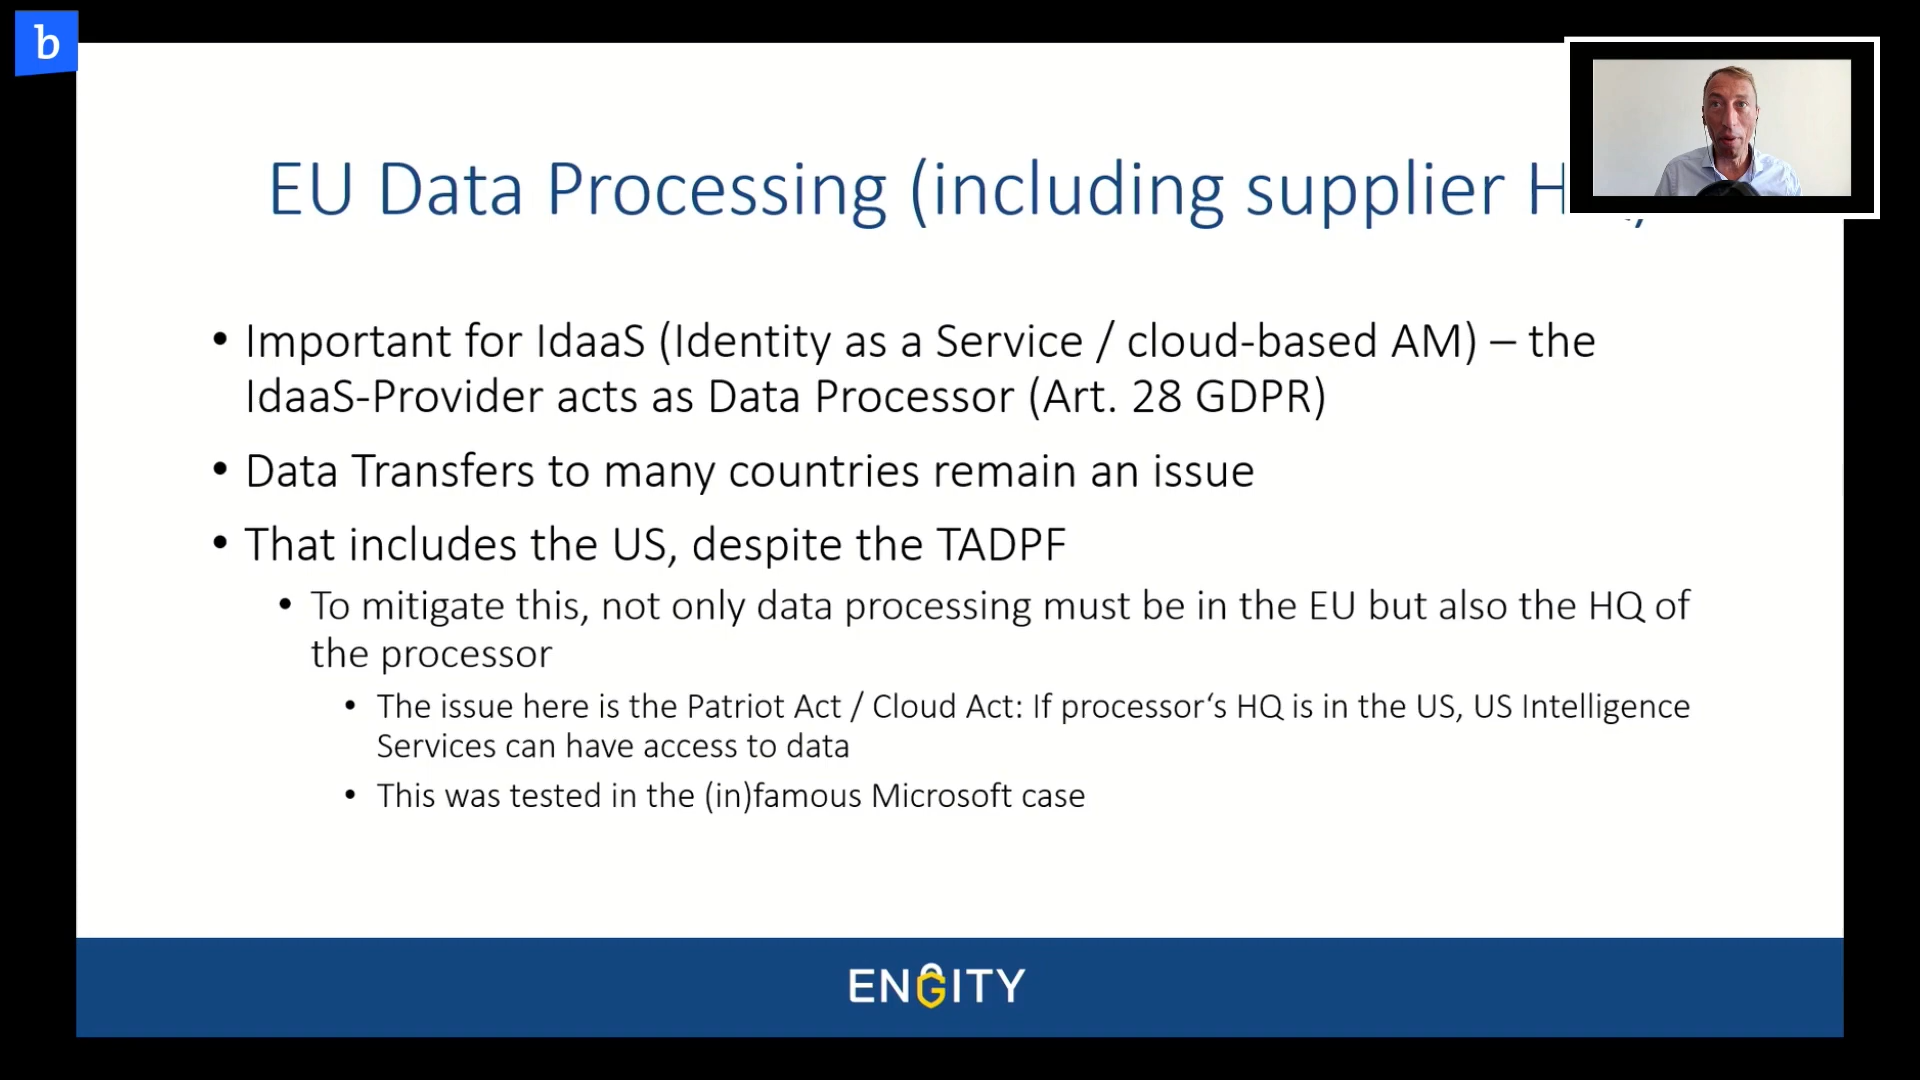 b
EU Data Processing (including supplier
• Important for IdaaS (Identity as a Service / cloud-based AM) – the
IdaaS-Provider acts as Data Processor (Art. 28 GDPR)
• Data Transfers to many countries remain an issue
• That includes the US, despite the TADPF
• To mitigate this, not only data processing must be in the EU but also the HQ of
the processor
• The issue here is the Patriot Act / Cloud Act: If processor‘s HQ is in the US, US Intelligence
Services can have access to data
• This was tested in the (in)famous Microsoft case
ENGITY